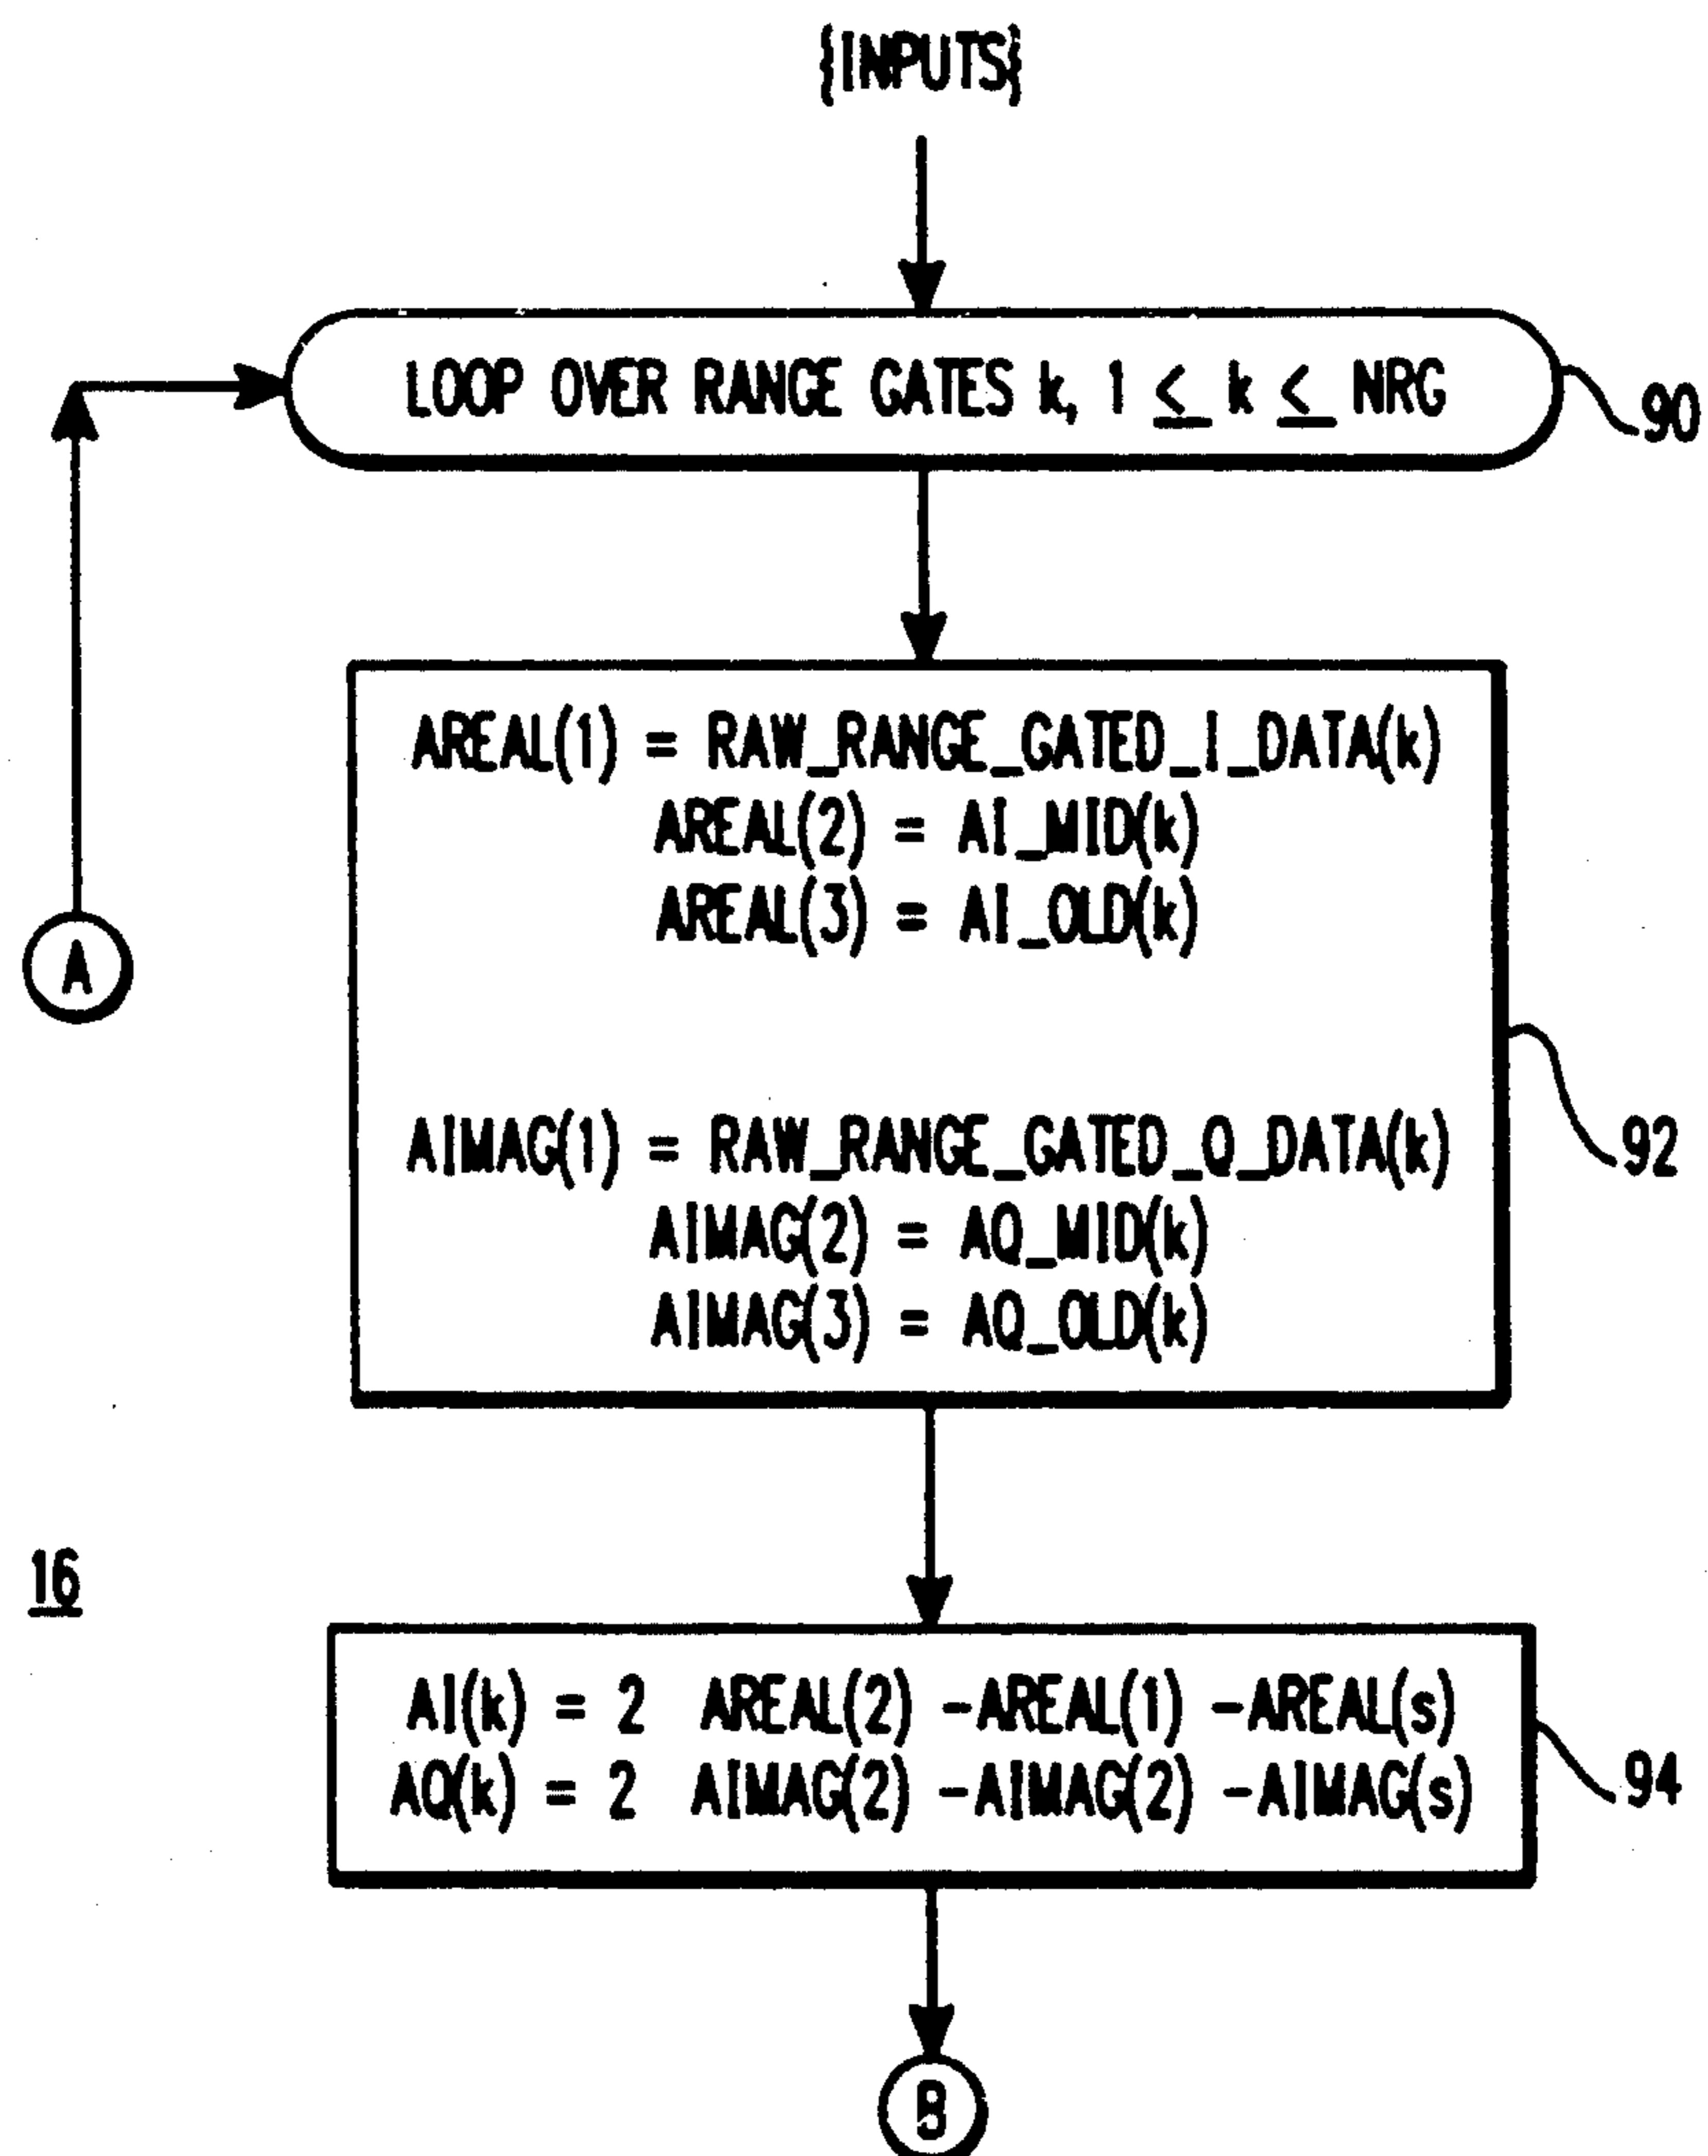 {INPUTS}
LOOP OVER RANGE GATES k, 1 ≤ k ≤ NRG
90
AREAL(1) = RAW_RANGE_GATED_I_DATA(k)
AREAL(2) = AI_MID(k)
AREAL(3) = AI_OLD(k)
A
AIMAG(1) = RAW_RANGE_GATED_Q_DATA(k)
AIMAG(2) = AQ_MID(k)
AIMAG(3) = AQ_OLD(k)
92
16
AI(k) = 2 AREAL(2) -AREAL(1) -AREAL(s)
AQ(k) = 2 AIMAG(2) -AIMAG(2) -AIMAG(s)
94
B